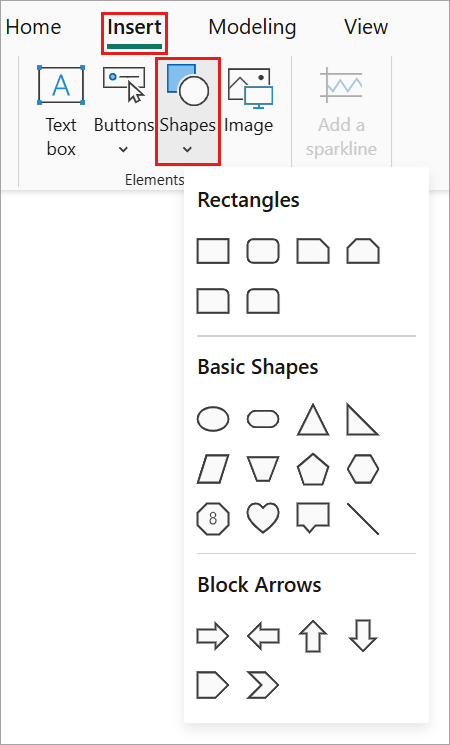 Home Insert Modeling View
A
Text box Buttons Shapes Image Add a sparkline
Elements
Rectangles
Basic Shapes
8
Block Arrows